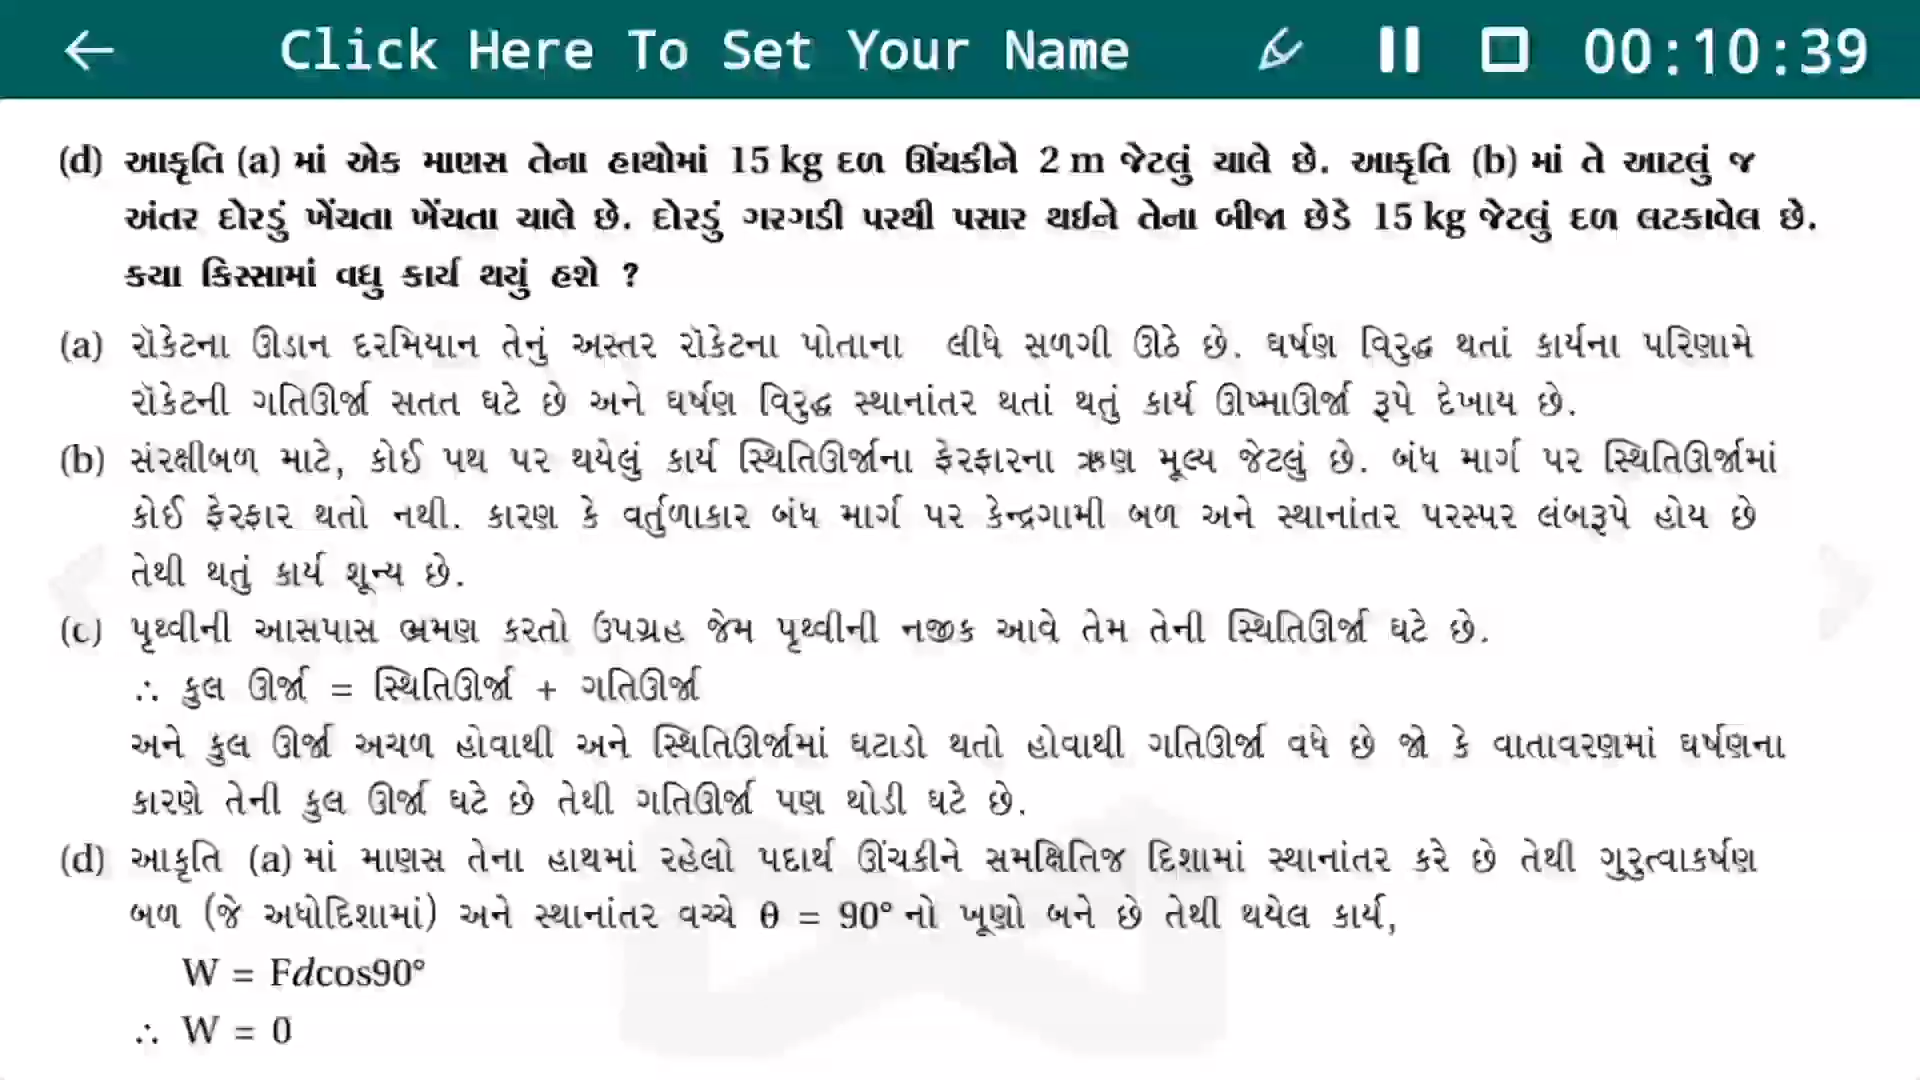 Click Here To Set Your Name 00:10:39
(d) આકૃતિ (a) માં એક માણસ તેના હાથોમાં 15 kg દળ ઊંચકીને 2 m જેટલું ચાલે છે. આકૃતિ (b) માં તે આટલું જ
અંતર દોરડું ખેંચતા ખેંચતા ચાલે છે. દોરડું ગરગડી પરથી પસાર થઈને તેના બીજા છેડે 15 kg જેટલું દળ લટકાવેલ છે.
કયા કિસ્સામાં વધુ કાર્ય થયું હશે ?
(a) રૉકેટના ઊડાન દરમિયાન તેનું અસ્તર રૉકેટના પોતાના લીધે સળગી ઊઠે છે. ઘર્ષણ વિરુદ્ધ થતાં કાર્યના પરિણામે
રૉકેટની ગતિઊર્જા સતત ઘટે છે અને ઘર્ષણ વિરુદ્ધ સ્થાનાંતર થતાં થતું કાર્ય ઊષ્માઊર્જા રૂપે દેખાય છે.
(b) સંરક્ષીબળ માટે, કોઈ પથ પર થયેલું કાર્ય સ્થિતિઊર્જાના ફેરફારના ઋણ મૂલ્ય જેટલું છે. બંધ માર્ગ પર સ્થિતિઊર્જામાં
કોઈ ફેરફાર થતો નથી. કારણ કે વર્તુળાકાર બંધ માર્ગ પર કેન્દ્રગામી બળ અને સ્થાનાંતર પરસ્પર લંબરૂપે હોય છે
તેથી થતું કાર્ય શૂન્ય છે.
(c) પૃથ્વીની આસપાસ ભ્રમણ કરતો ઉપગ્રહ જેમ પૃથ્વીની નજીક આવે તેમ તેની સ્થિતિઊર્જા ઘટે છે.
∴ કુલ ઊર્જા = સ્થિતિઊર્જા + ગતિઊર્જા
અને કુલ ઊર્જા અચળ હોવાથી અને સ્થિતિઊર્જામાં ઘટાડો થતો હોવાથી ગતિઊર્જા વધે છે જો કે વાતાવરણમાં ઘર્ષણના
કારણે તેની કુલ ઊર્જા ઘટે છે તેથી ગતિઊર્જા પણ થોડી ઘટે છે.
(d) આકૃતિ (a) માં માણસ તેના હાથમાં રહેલો પદાર્થ ઊંચકીને સમક્ષિતિજ દિશામાં સ્થાનાંતર કરે છે તેથી ગુરુત્વાકર્ષણ
બળ (જે અધોદિશામાં) અને સ્થાનાંતર વચ્ચે θ = 90° નો ખૂણો બને છે તેથી થયેલ કાર્ય,
W = Fdcos90°
∴ W = 0